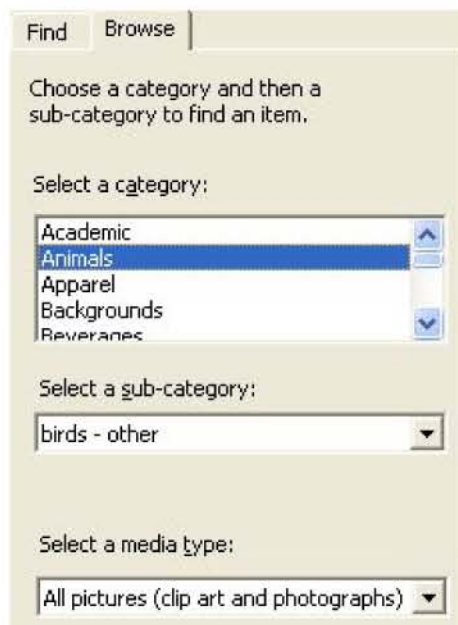 Find Browse
Choose a category and then a
sub-category to find an item.
Select a category:
Academic
Animals
Apparel
Backgrounds
Beverages
Select a sub-category:
birds - other
Select a media type:
All pictures (clip art and photographs)